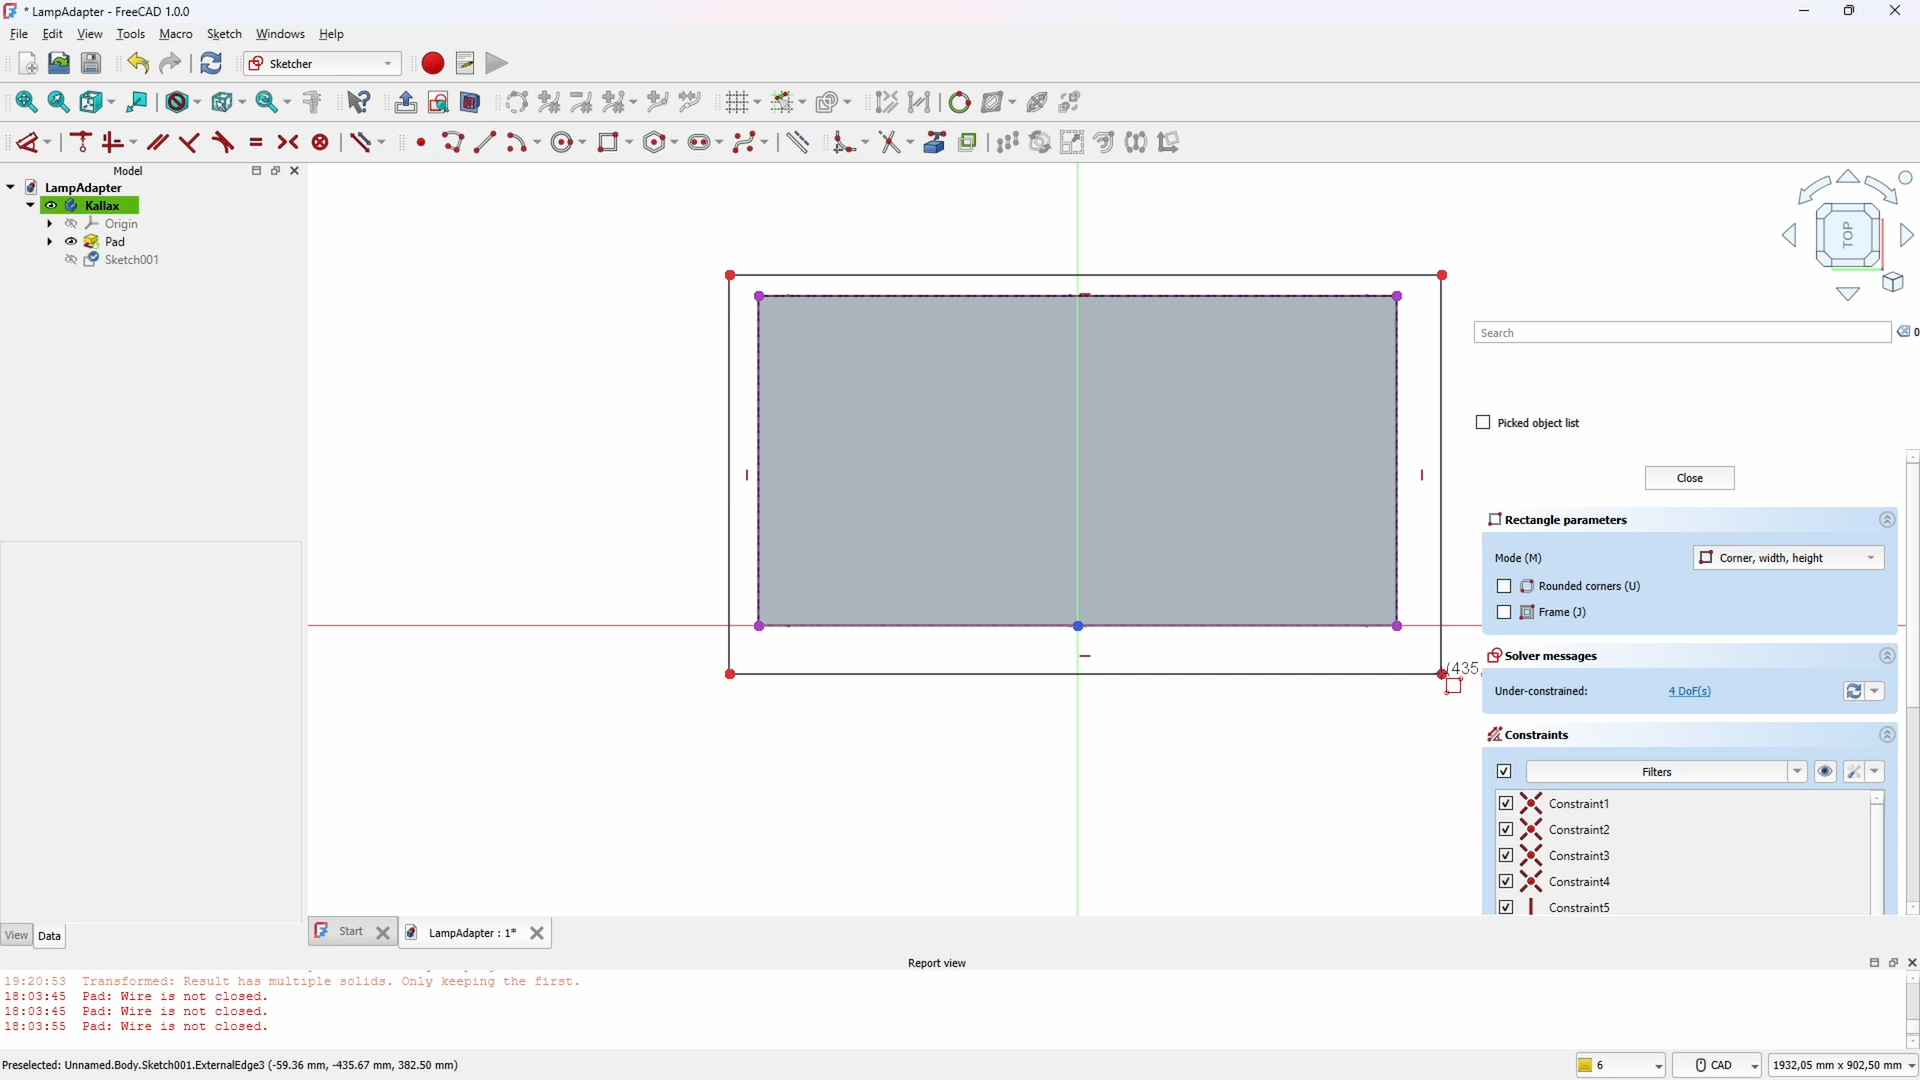 * LampAdapter - FreeCAD 1.0.0
File Edit View Tools Macro Sketch Windows Help
Sketcher
Model
LampAdapter
Kallax
Origin
Pad
Sketch001
TOP
Search
0
Picked object list
Close
Rectangle parameters
Mode (M)
Corner, width, height
Rounded corners (U)
Frame (J)
Solver messages
(435,
Under-constrained:
4 DoF(s)
Constraints
Filters
Constraint1
Constraint2
Constraint3
Constraint4
Constraint5
View Data
Start
LampAdapter : 1*
Report view
19:20:53 Transformed: Result has multiple solids. Only keeping the first.
18:03:45 Pad: Wire is not closed.
18:03:45 Pad: Wire is not closed.
18:03:55 Pad: Wire is not closed.
Preselected: Unnamed.Body.Sketch001.ExternalEdge3 (-59.36 mm, -435.67 mm, 382.50 mm)
6
CAD
1932,05 mm x 902,50 mm